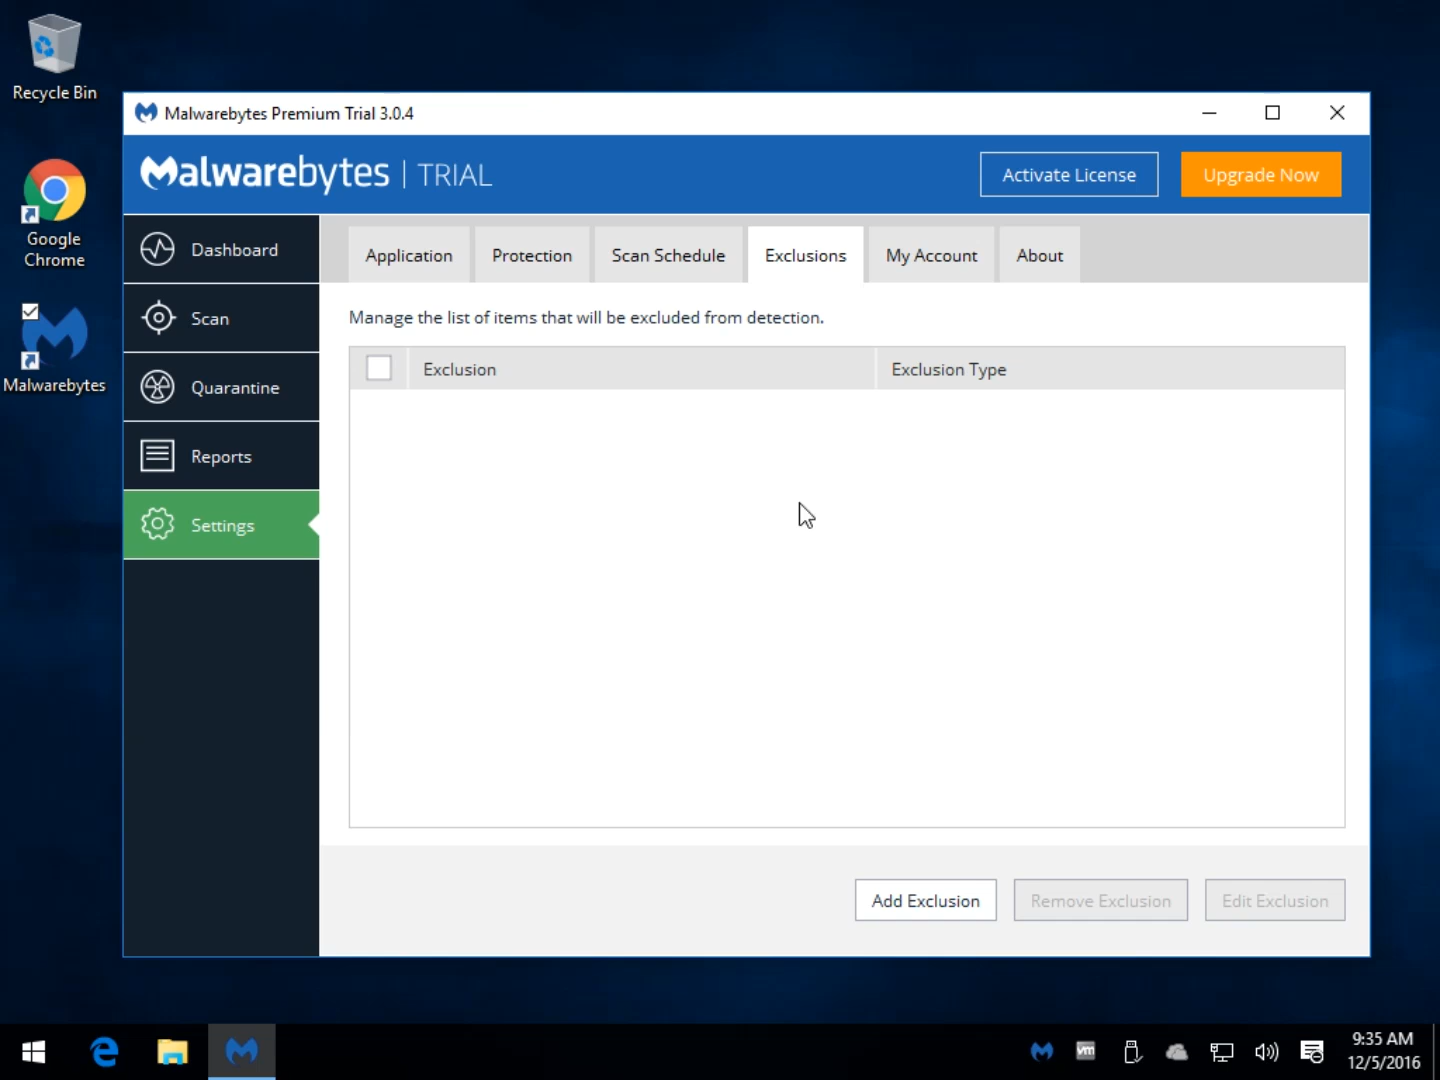 Recycle Bin
Google
Chrome
Malwarebytes
Malwarebytes Premium Trial 3.0.4
Malwarebytes | TRIAL
Activate License
Upgrade Now
Dashboard
Scan
Quarantine
Reports
Settings
Application
Protection
Scan Schedule
Exclusions
My Account
About
Manage the list of items that will be excluded from detection.
Exclusion
Exclusion Type
Add Exclusion
Remove Exclusion
Edit Exclusion
vm
9:35 AM
12/5/2016